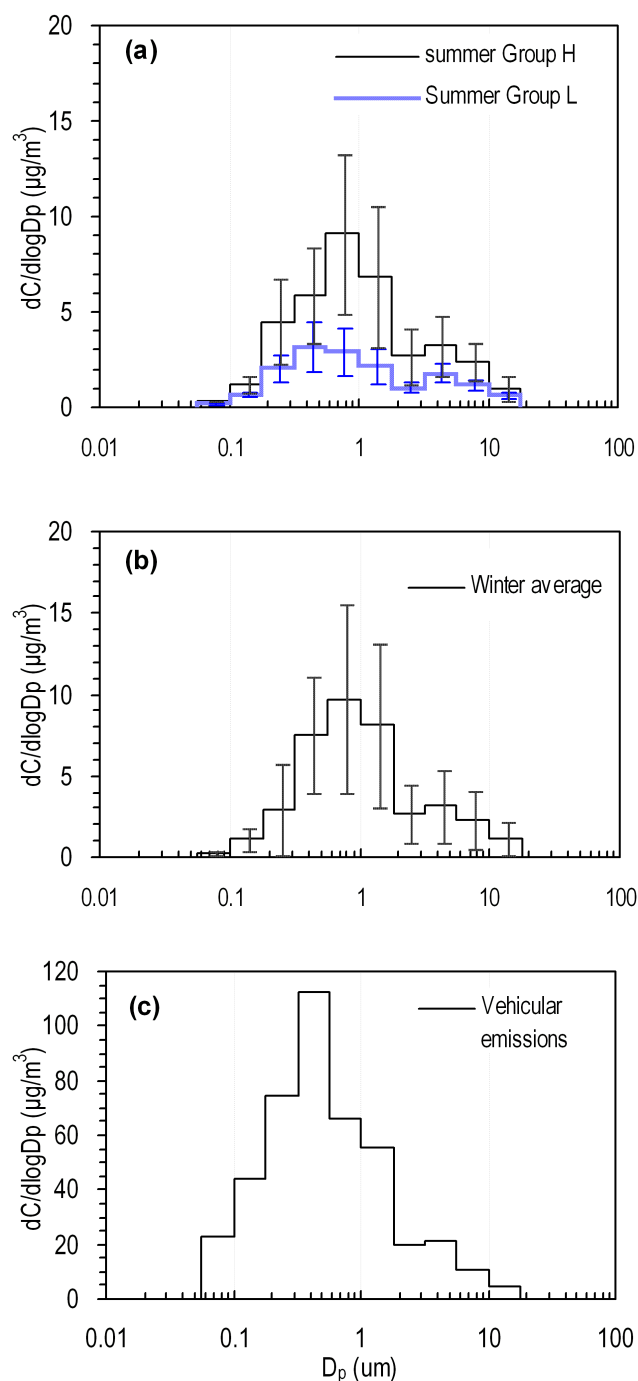 (a)
summer Group H
Summer Group L
dC/dlogDp (µg/m³)
20
15
10
5
0
0.01 0.1 1 10 100
(b)
Winter average
dC/dlogDp (µg/m³)
20
15
10
5
0
0.01 0.1 1 10 100
(c)
Vehicular
emissions
dC/dlogDp (µg/m³)
120
100
80
60
40
20
0
0.01 0.1 1 10 100
Dₚ (um)